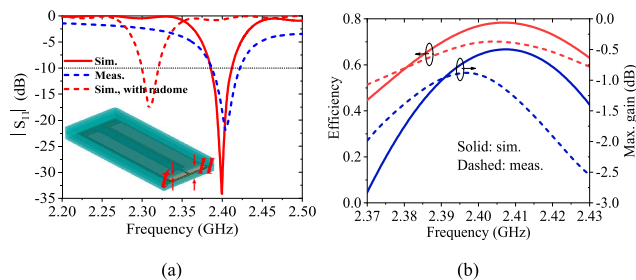 0
-5
-10
-15
-20
-25
-30
-35
| S11| (dB)
Sim.
Meas.
Sim., with radome
t
H
2.20 2.25 2.30 2.35 2.40 2.45 2.50
Frequency (GHz)
(a)
0.8
0.6
0.4
0.2
0.0
Efficiency
Solid: sim.
Dashed: meas.
0.0
-0.5
-1.0
-1.5
-2.0
-2.5
-3.0
Max. gain (dB)
2.37 2.38 2.39 2.40 2.41 2.42 2.43
Frequency (GHz)
(b)